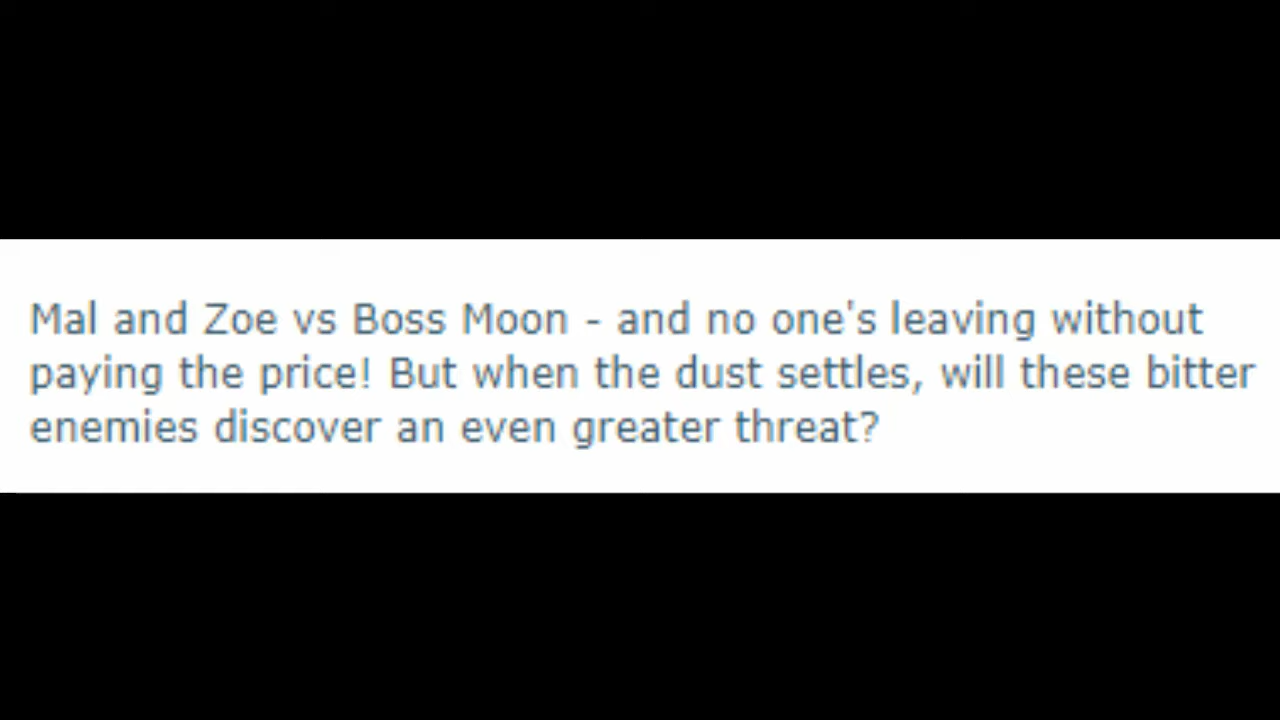 Mal and Zoe vs Boss Moon - and no one's leaving without
paying the price! But when the dust settles, will these bitter
enemies discover an even greater threat?